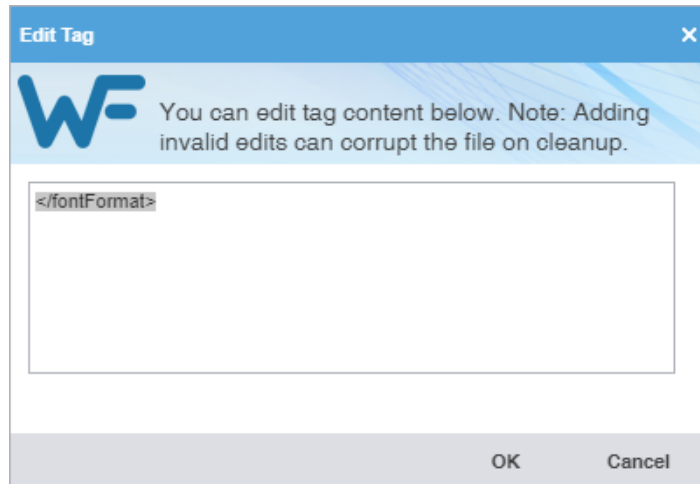 Edit Tag
×
WF
You can edit tag content below. Note: Adding
invalid edits can corrupt the file on cleanup.
</fontFormat>
OK Cancel